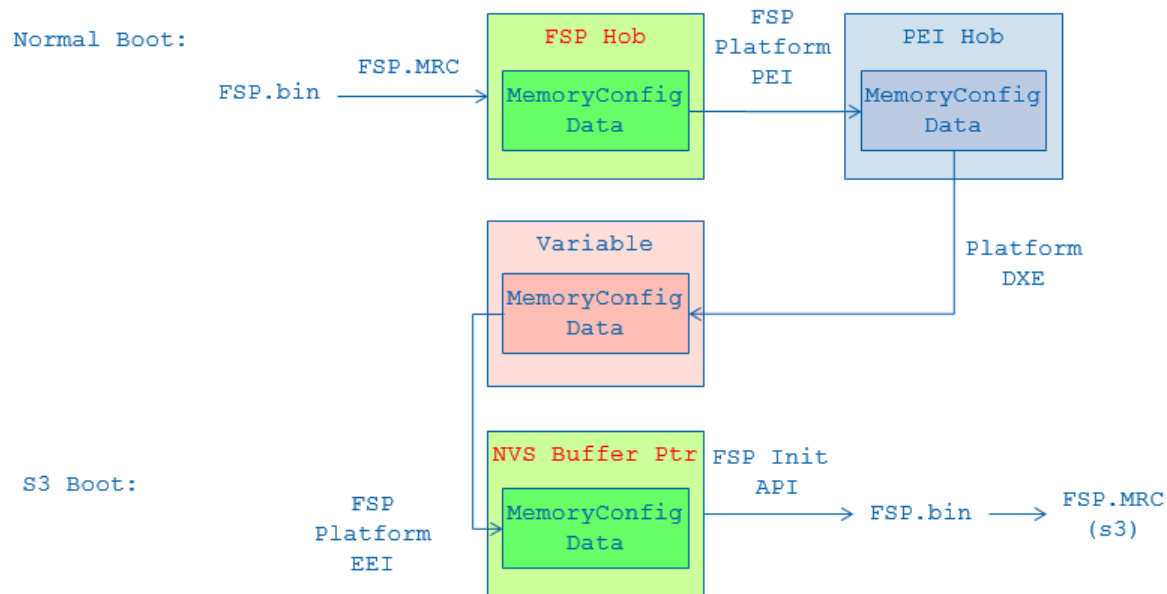 Normal Boot:
FSP.bin
FSP.MRC
FSP Hob
MemoryConfig
Data
FSP
Platform
PEI
PEI Hob
MemoryConfig
Data
Platform
DXE
Variable
MemoryConfig
Data
S3 Boot:
FSP
Platform
EEI
NVS Buffer Ptr
MemoryConfig
Data
FSP Init
API
FSP.bin
FSP.MRC
(s3)